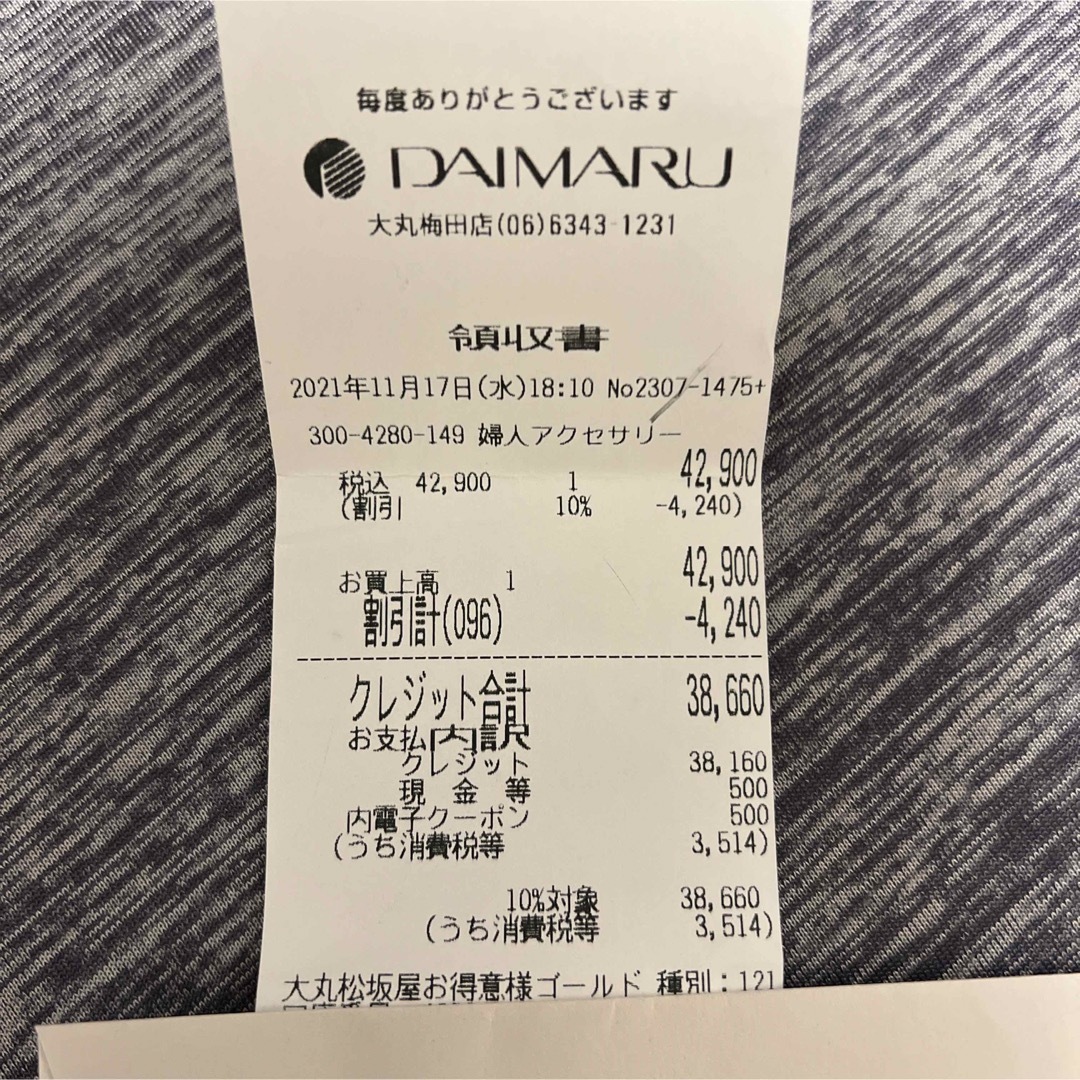 毎度ありがとうございます
DAIMARU
大丸梅田店(06)6343-1231
領収書
2021年11月17日(水)18:10 No2307-1475+
300-4280-149 婦人アクセサリー
税込 42,900 1 42,900
(割引 10% -4,240)
お買上高 1 42,900
割引計(096) -4,240
クレジット合計 38,660
お支払内訳
クレジット 38,160
現 金 等 500
内電子クーポン 500
(うち消費税等 3,514)
10%対象 38,660
(うち消費税等 3,514)
大丸松坂屋お得意様ゴールド 種別:121